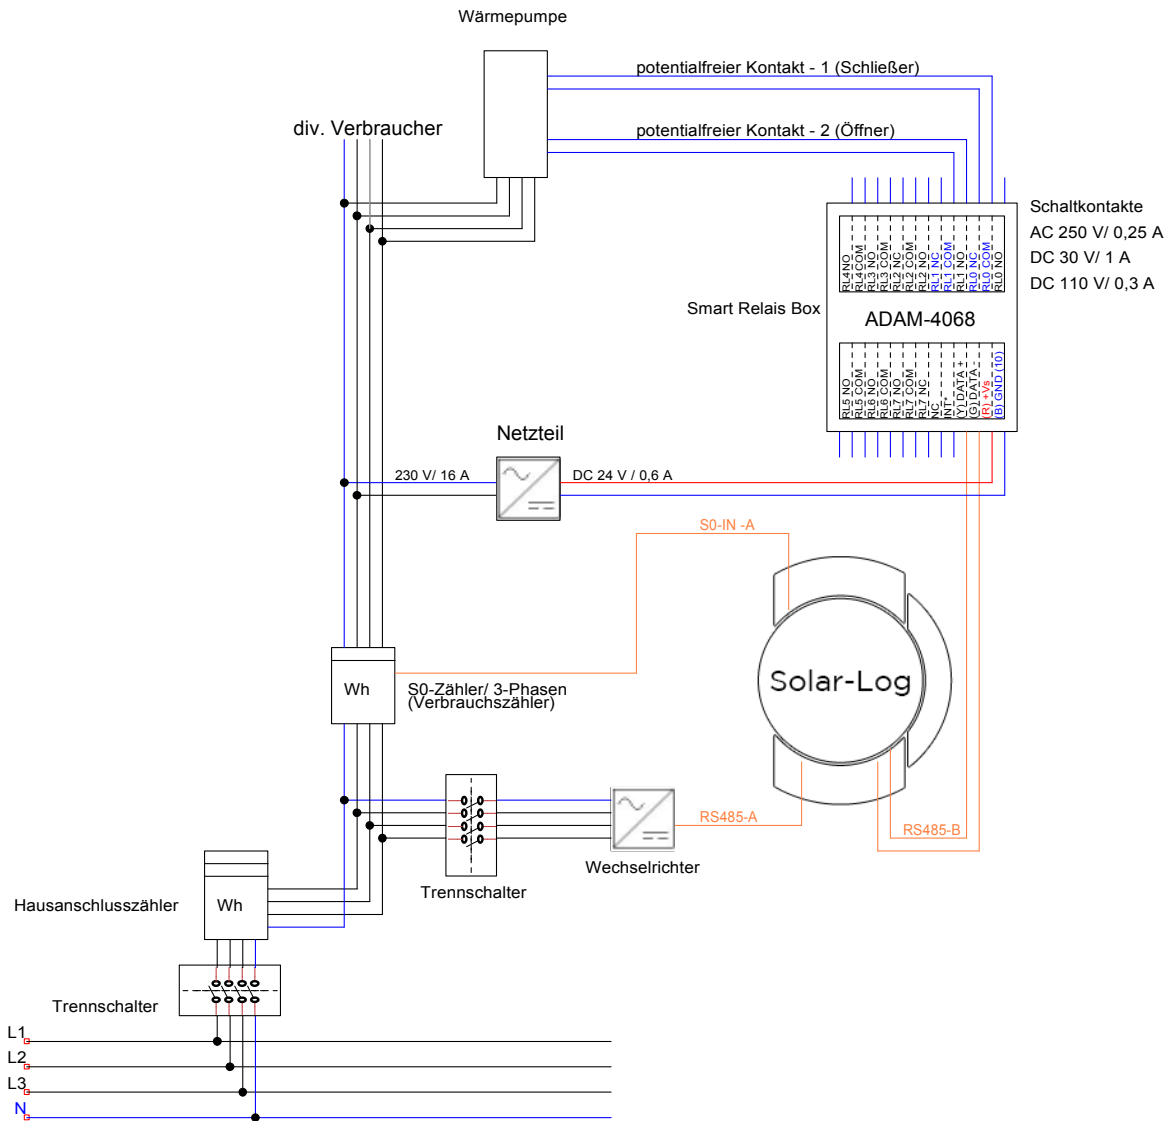 Wärmepumpe
potentialfreier Kontakt - 1 (Schließer)
div. Verbraucher
potentialfreier Kontakt - 2 (Öffner)
Schaltkontakte
AC 250 V/ 0,25 A
DC 30 V/ 1 A
DC 110 V/ 0,3 A
RL4 NO
RL4 COM
RL3 NO
RL3 COM
RL2 NC
RL2 COM
RL2 NO
RL1 NC
RL1 COM
RL1 NO
RL0 NC
RL0 COM
RL0 NO
Smart Relais Box
ADAM-4068
RL5 NO
RL5 COM
RL6 NO
RL6 COM
RL7 NO
RL7 COM
RL7 NC
NC
INT*
(Y) DATA +
(G) DATA -
(R) +Vs
(B) GND (10)
Netzteil
230 V/ 16 A
DC 24 V / 0,6 A
S0-IN -A
Wh
S0-Zähler/ 3-Phasen
(Verbrauchszähler)
Solar-Log
RS485-A
RS485-B
Wechselrichter
Trennschalter
Hausanschlusszähler
Wh
Trennschalter
L1
L2
L3
N